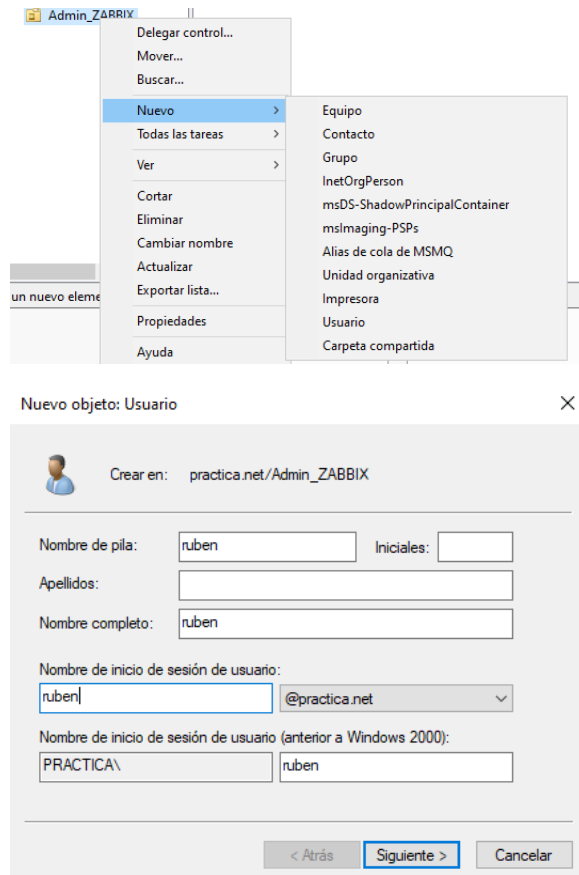 Admin_ZABBIX
Delegar control...
Mover...
Buscar...
Nuevo >
Todas las tareas >
Ver >
Cortar
Eliminar
Cambiar nombre
Actualizar
Exportar lista...
Propiedades
Ayuda
Equipo
Contacto
Grupo
InetOrgPerson
msDS-ShadowPrincipalContainer
msImaging-PSPs
Alias de cola de MSMQ
Unidad organizativa
Impresora
Usuario
Carpeta compartida
un nuevo eleme
Nuevo objeto: Usuario
Crear en: practica.net/Admin_ZABBIX
Nombre de pila: ruben Iniciales:
Apellidos:
Nombre completo: ruben
Nombre de inicio de sesión de usuario:
ruben @practica.net
Nombre de inicio de sesión de usuario (anterior a Windows 2000):
PRACTICA\ ruben
< Atrás Siguiente > Cancelar